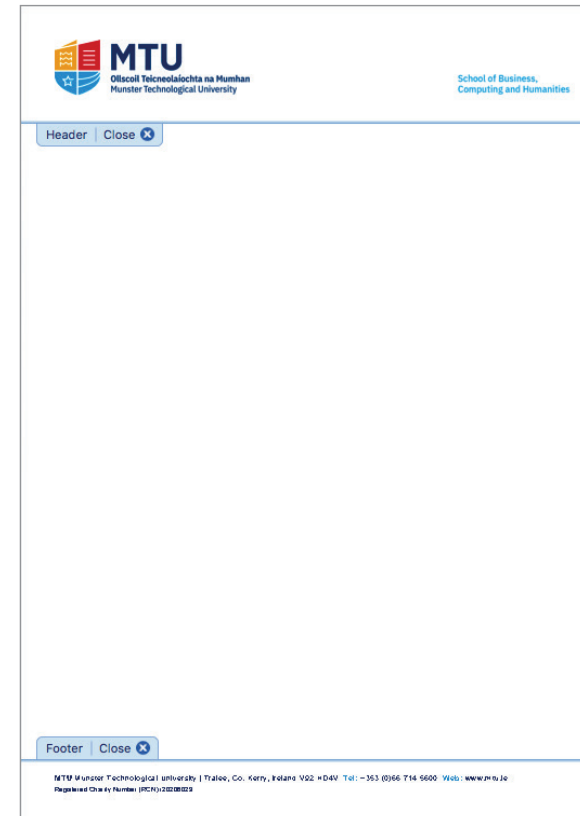 MTU
Ollscoil Teicneolaíochta na Mumhan
Munster Technological University
School of Business,
Computing and Humanities
Header | Close
Footer | Close
MTU Munster Technological university | Tralee, Co. Kerry, Ireland V92 HD4V Tel: +353 (0)66 714 5600 Web: www.mtu.ie
Registered Charity Number (RCN): 20208029